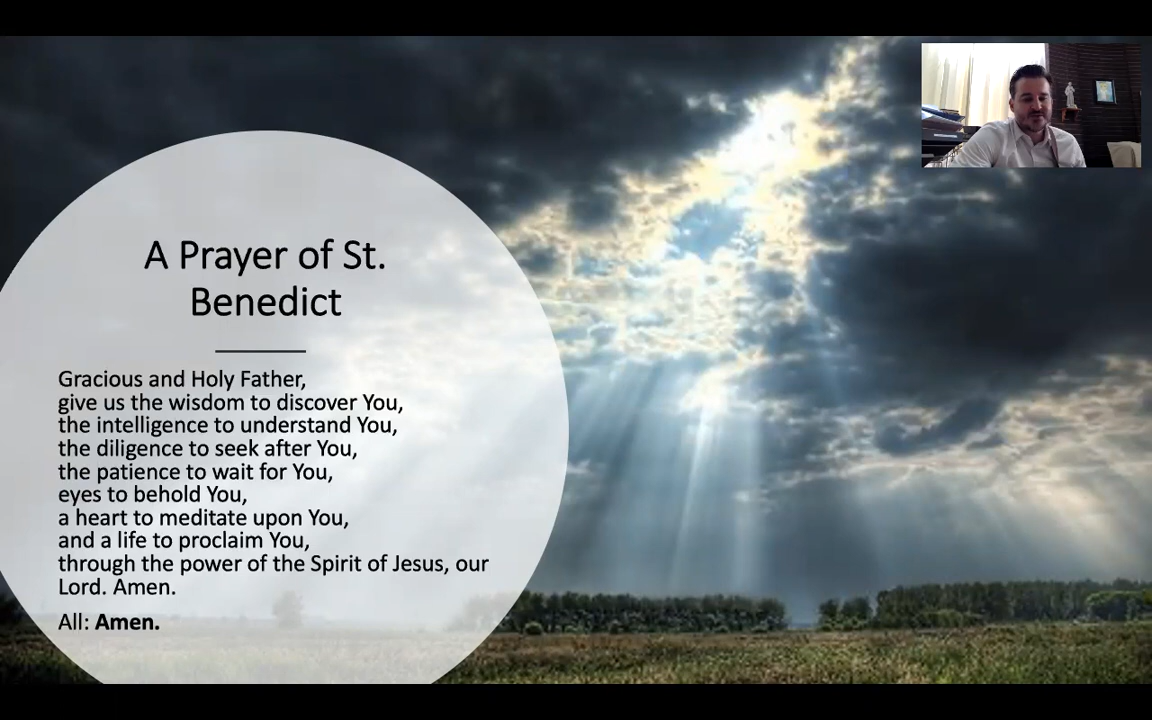 A Prayer of St.
Benedict
Gracious and Holy Father,
give us the wisdom to discover You,
the intelligence to understand You,
the diligence to seek after You,
the patience to wait for You,
eyes to behold You,
a heart to meditate upon You,
and a life to proclaim You,
through the power of the Spirit of Jesus, our
Lord. Amen.
All: Amen.